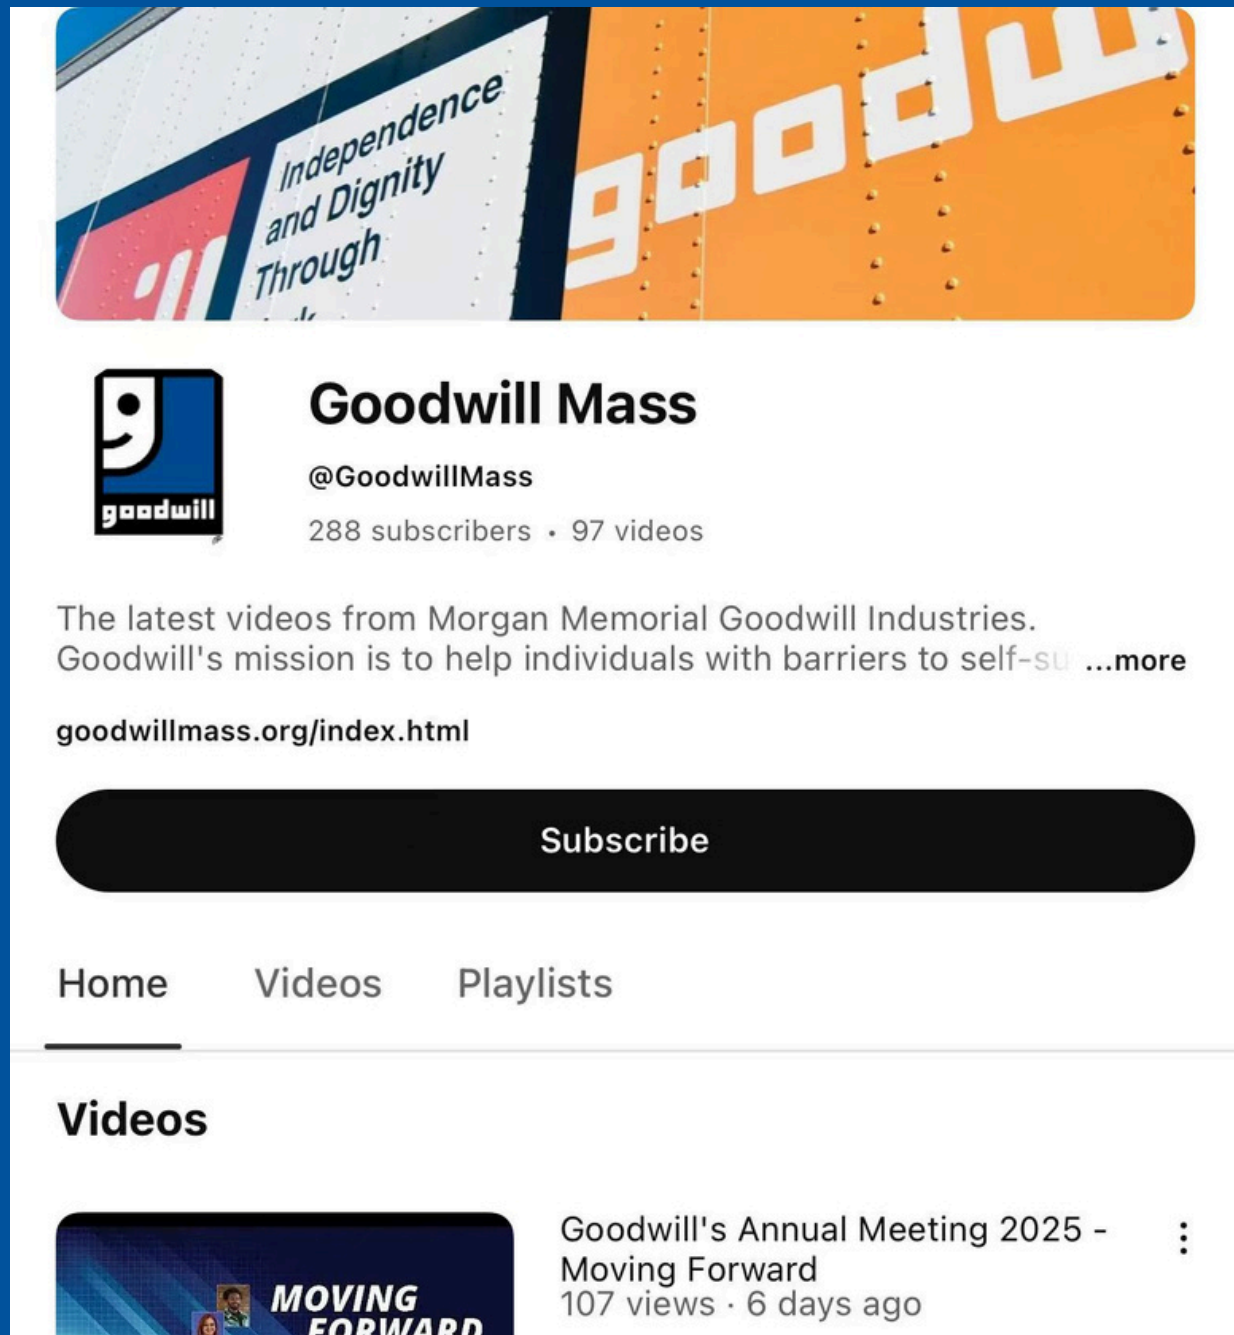 Independence
and Dignity
Through
goodw
Goodwill Mass
goodwill
@GoodwillMass
288 subscribers • 97 videos
The latest videos from Morgan Memorial Goodwill Industries.
Goodwill's mission is to help individuals with barriers to self-su ...more
goodwillmass.org/index.html
Subscribe
Home Videos Playlists
Videos
Goodwill's Annual Meeting 2025 -
Moving Forward
107 views · 6 days ago
MOVING
FORWARD